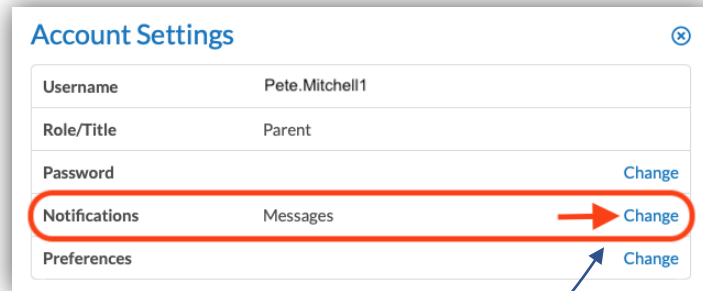 Account Settings
Username Pete.Mitchell1
Role/Title Parent
Password Change
Notifications Messages Change
Preferences Change